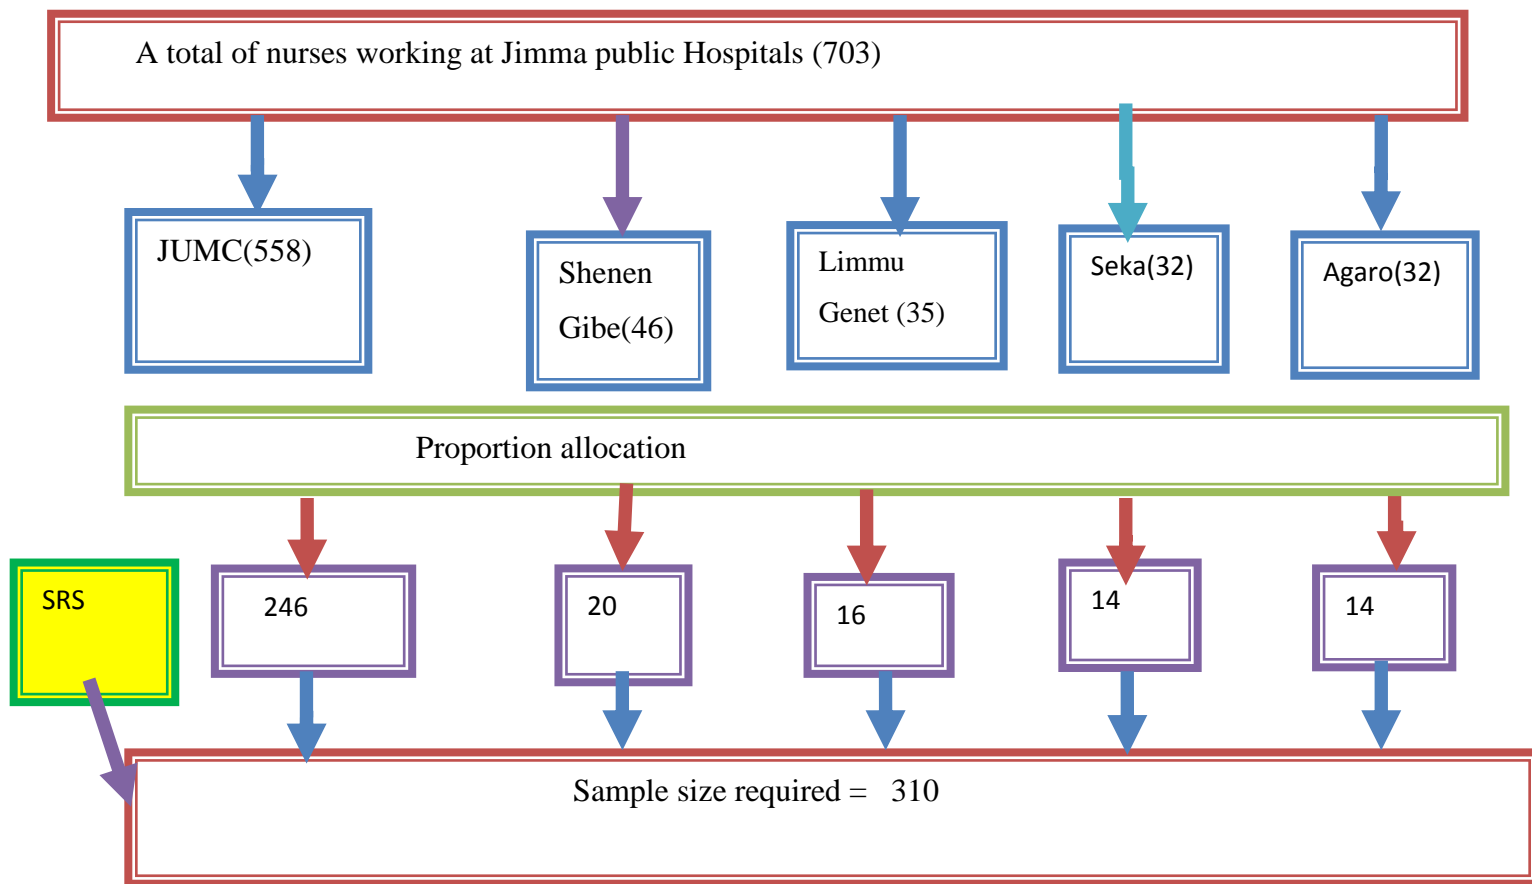 A total of nurses working at Jimma public Hospitals (703)
JUMC(558)
Shenen
Gibe(46)
Limmu
Genet (35)
Seka(32)
Agaro(32)
Proportion allocation
SRS
246
20
16
14
14
Sample size required = 310